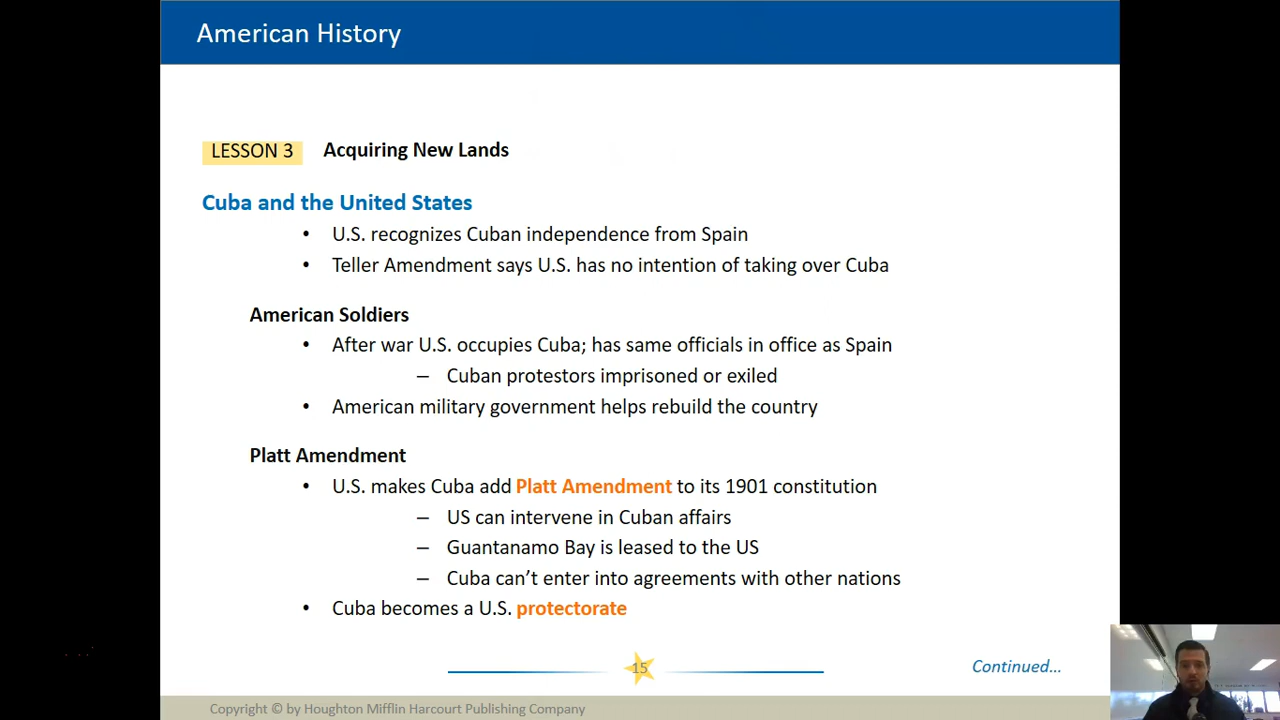 American History
LESSON 3 Acquiring New Lands
Cuba and the United States
• U.S. recognizes Cuban independence from Spain
• Teller Amendment says U.S. has no intention of taking over Cuba
American Soldiers
• After war U.S. occupies Cuba; has same officials in office as Spain
– Cuban protestors imprisoned or exiled
• American military government helps rebuild the country
Platt Amendment
• U.S. makes Cuba add Platt Amendment to its 1901 constitution
– US can intervene in Cuban affairs
– Guantanamo Bay is leased to the US
– Cuba can’t enter into agreements with other nations
• Cuba becomes a U.S. protectorate
15
Continued...
Copyright © by Houghton Mifflin Harcourt Publishing Company